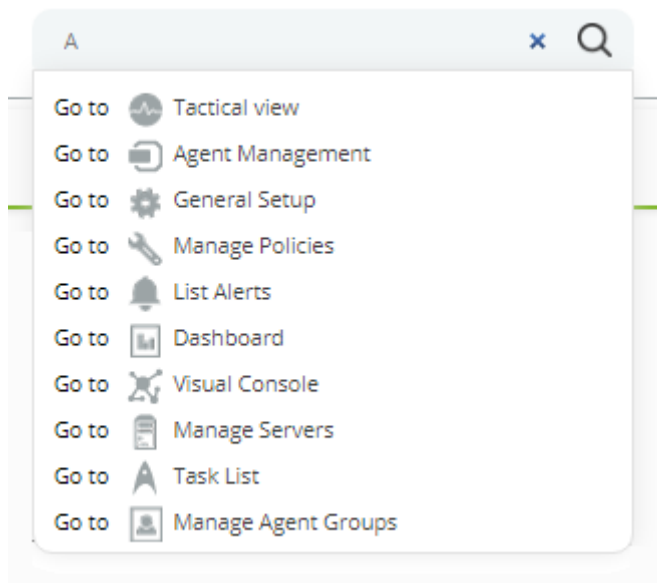 A
Go to Tactical view
Go to Agent Management
Go to General Setup
Go to Manage Policies
Go to List Alerts
Go to Dashboard
Go to Visual Console
Go to Manage Servers
Go to Task List
Go to Manage Agent Groups